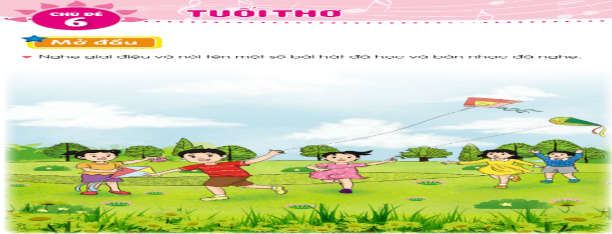 CHỦ ĐỀ
6
TUỔI THƠ
Mở đầu
Nghe giai điệu và nói tên một số bài hát đã học và bản nhạc đã nghe.